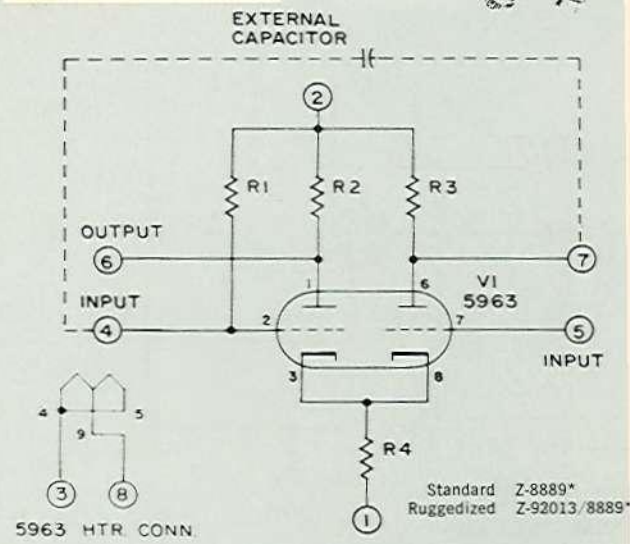 EXTERNAL
CAPACITOR
2
R1
R2
R3
OUTPUT
6
7
1
6
V1
5963
INPUT
4
2
7
5
INPUT
3
8
4
5
9
R4
3
8
1
Standard Z-8889*
Ruggedized Z-92013/8889*
5963 HTR. CONN.